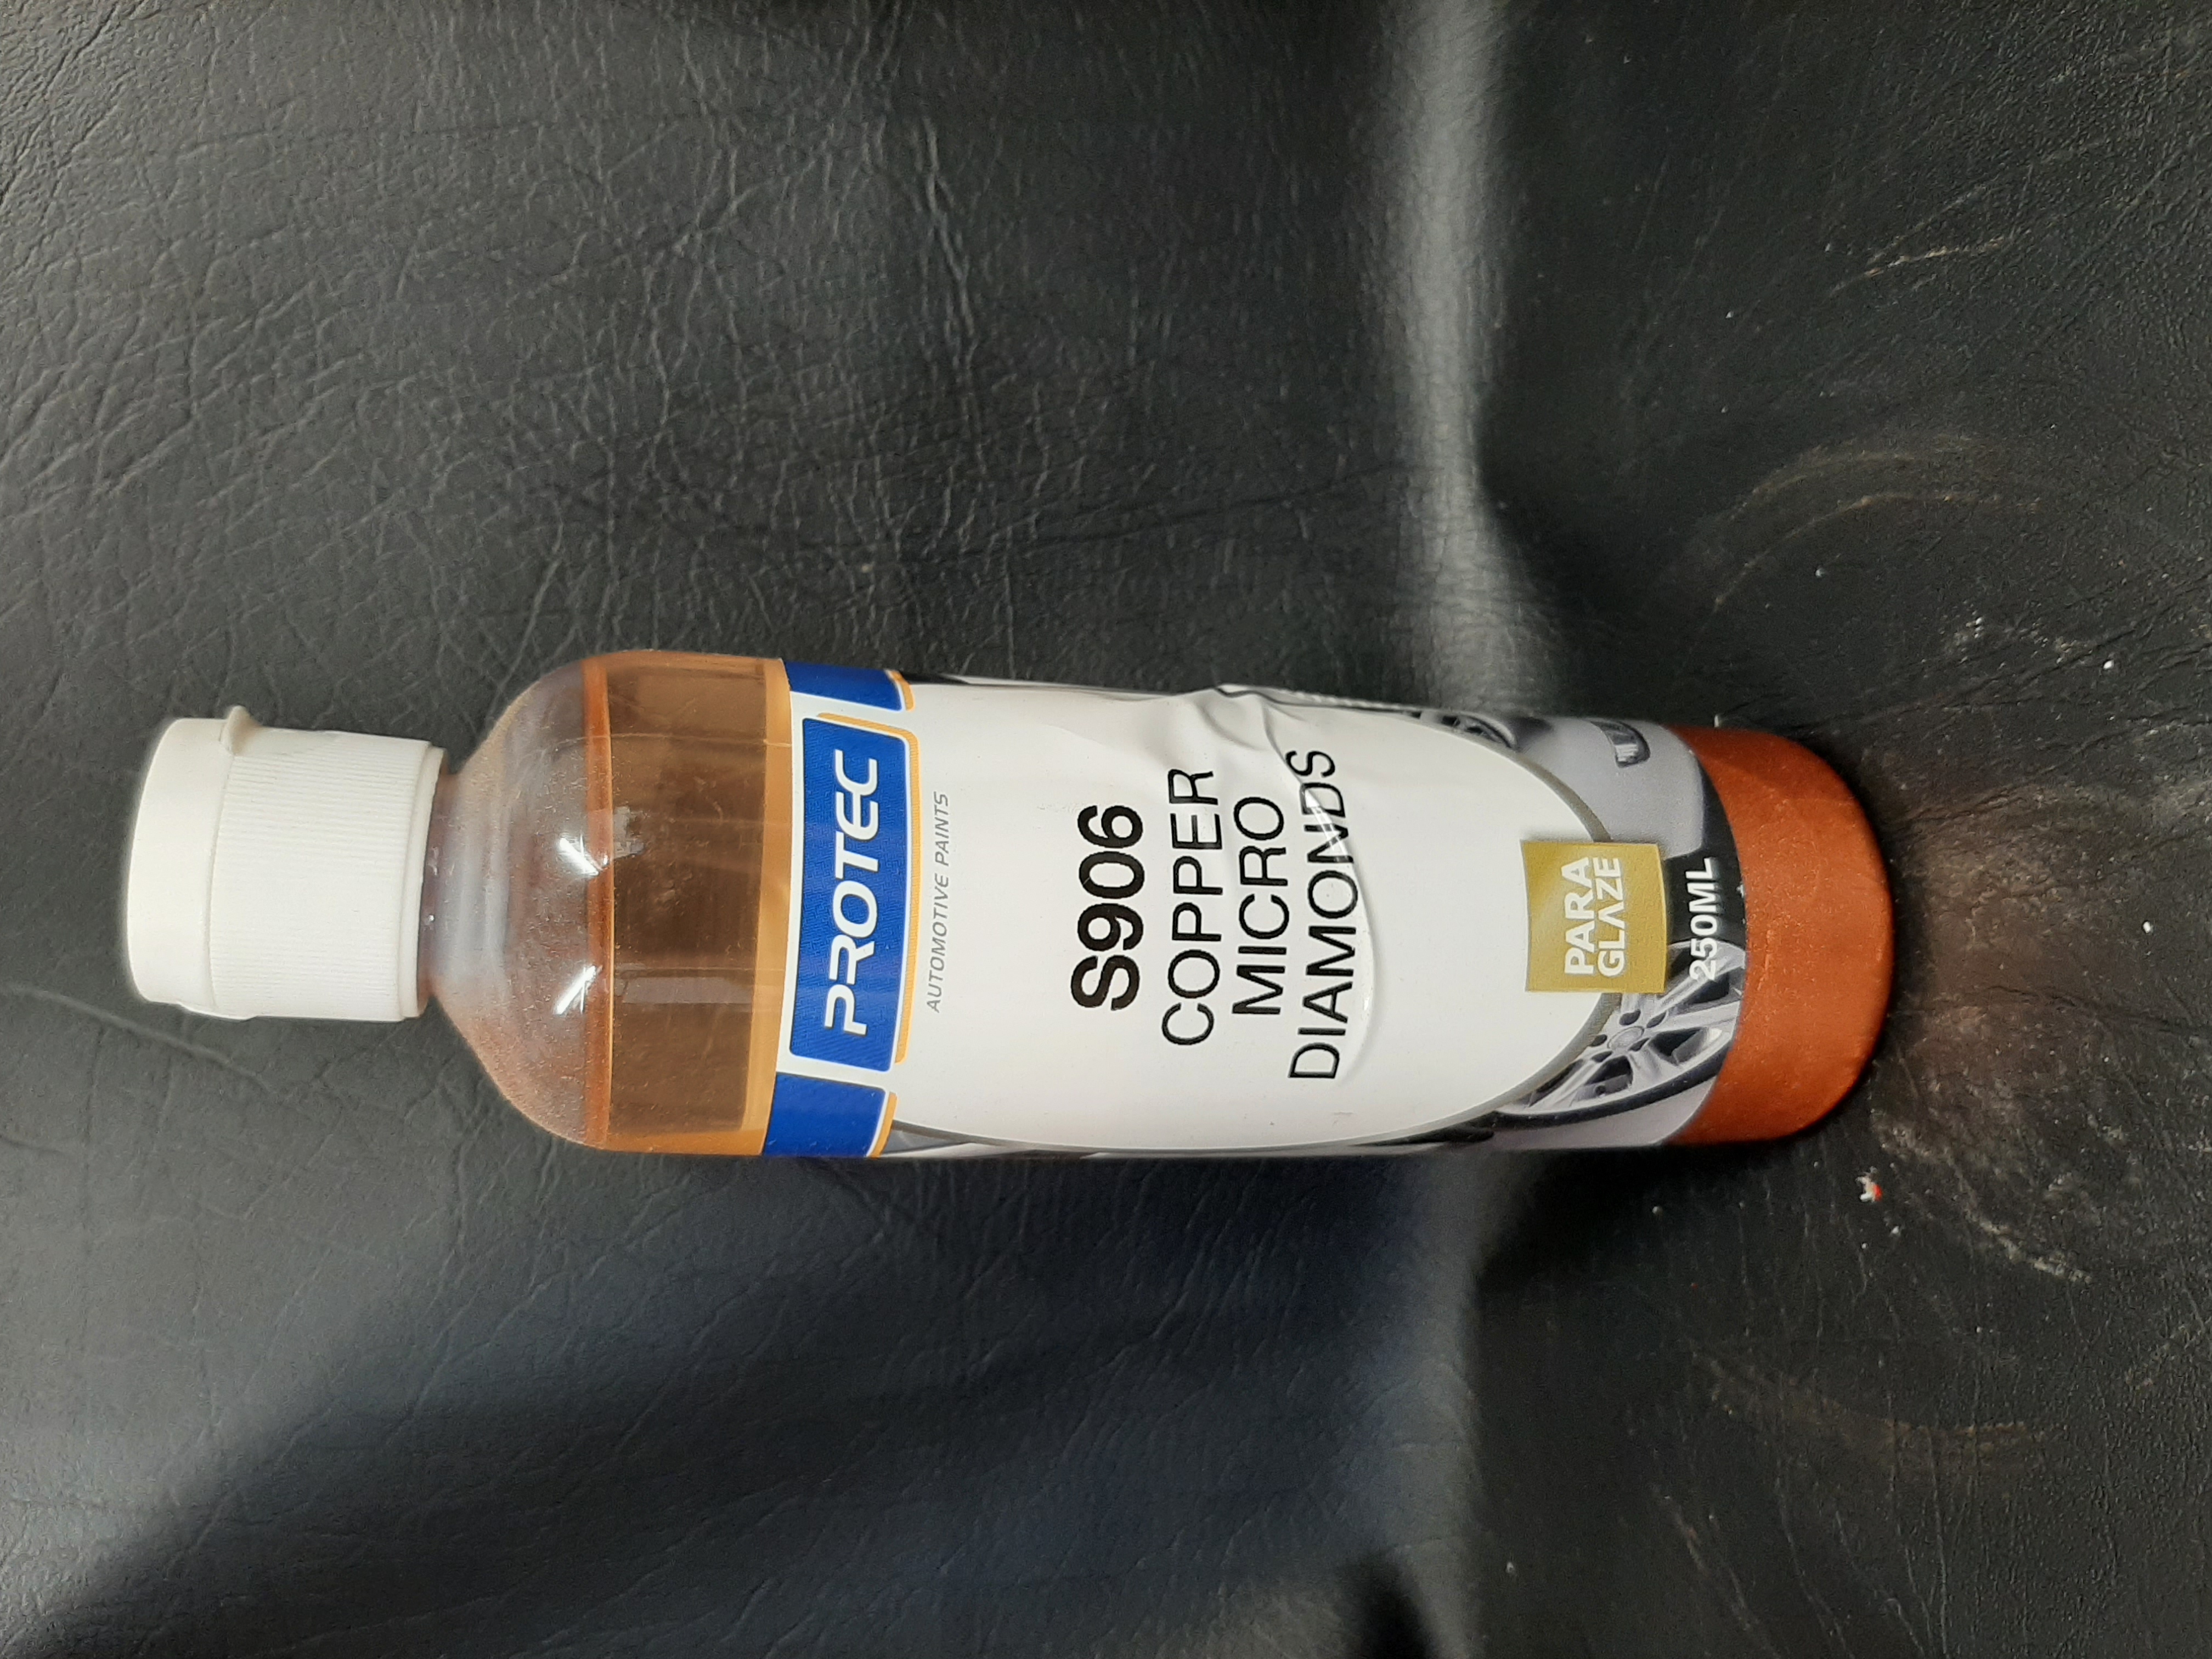 PROTEC
AUTOMOTIVE PAINTS
S906
COPPER
MICRO
DIAMONDS
PARA
GLAZE
250ML